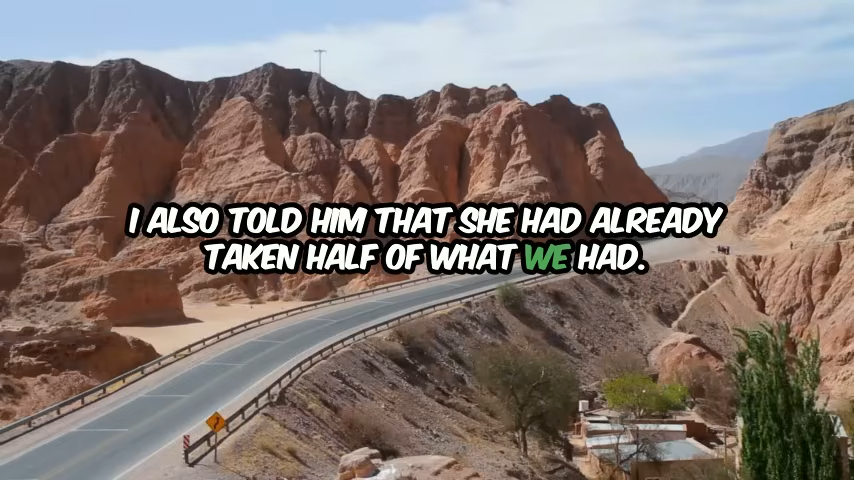 I ALSO TOLD HIM THAT SHE HAD ALREADY
TAKEN HALF OF WHAT WE HAD.